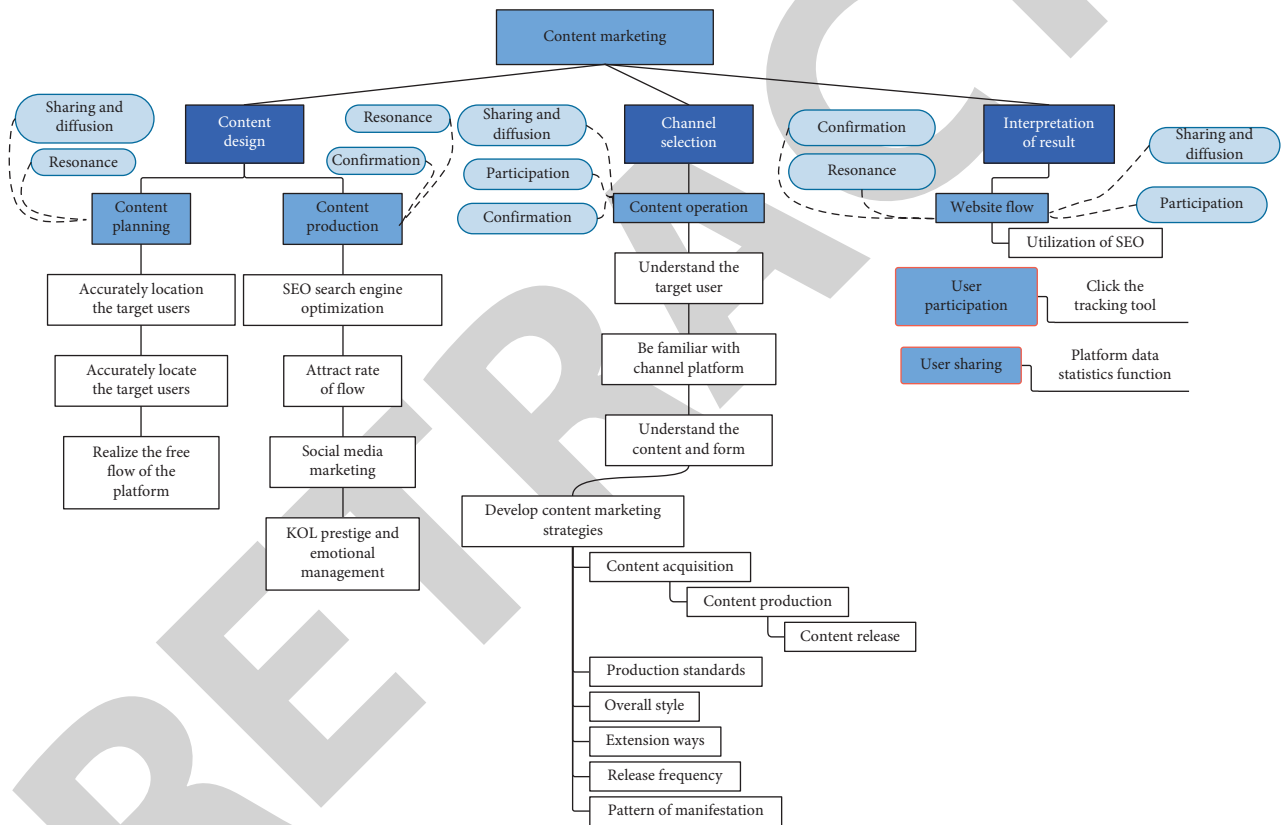 Content marketing
Sharing and
diffusion
Resonance
Content
design
Resonance
Confirmation
Content
planning
Content
production
Accurately location
the target users
Accurately locate
the target users
Realize the free
flow of the
platform
SEO search engine
optimization
Attract rate
of flow
Social media
marketing
KOL prestige and
emotional
management
Sharing and
diffusion
Participation
Confirmation
Channel
selection
Content operation
Understand the
target user
Be familiar with
channel platform
Understand the
content and form
Develop content marketing
strategies
Content acquisition
Content production
Content release
Production standards
Overall style
Extension ways
Release frequency
Pattern of manifestation
Confirmation
Resonance
Interpretation
of result
Sharing and
diffusion
Participation
Website flow
Utilization of SEO
User
participation
Click the
tracking tool
User sharing
Platform data
statistics function
RETRAC